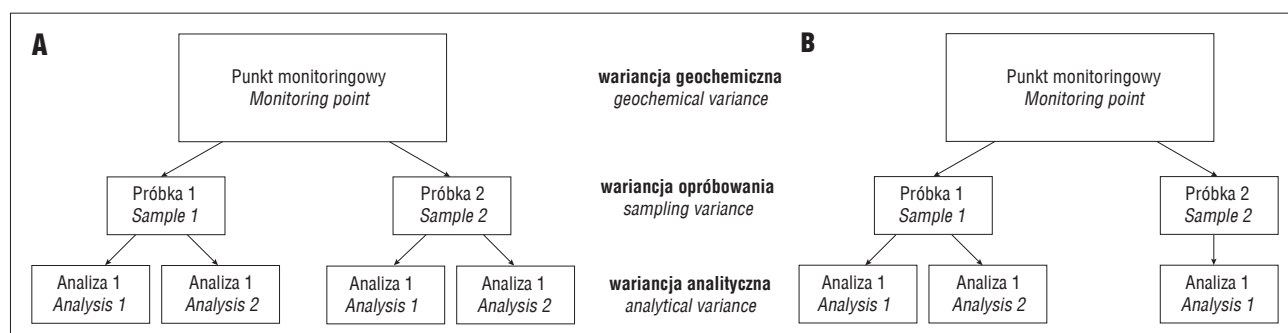 A
Punkt monitoringowy
Monitoring point
wariancja geochemiczna
geochemical variance
B
Punkt monitoringowy
Monitoring point
Próbka 1
Sample 1
Próbka 2
Sample 2
wariancja opróbowania
sampling variance
Próbka 1
Sample 1
Próbka 2
Sample 2
Analiza 1
Analysis 1
Analiza 1
Analysis 2
Analiza 1
Analysis 1
Analiza 1
Analysis 2
wariancja analityczna
analytical variance
Analiza 1
Analysis 1
Analiza 1
Analysis 2
Analiza 1
Analysis 1